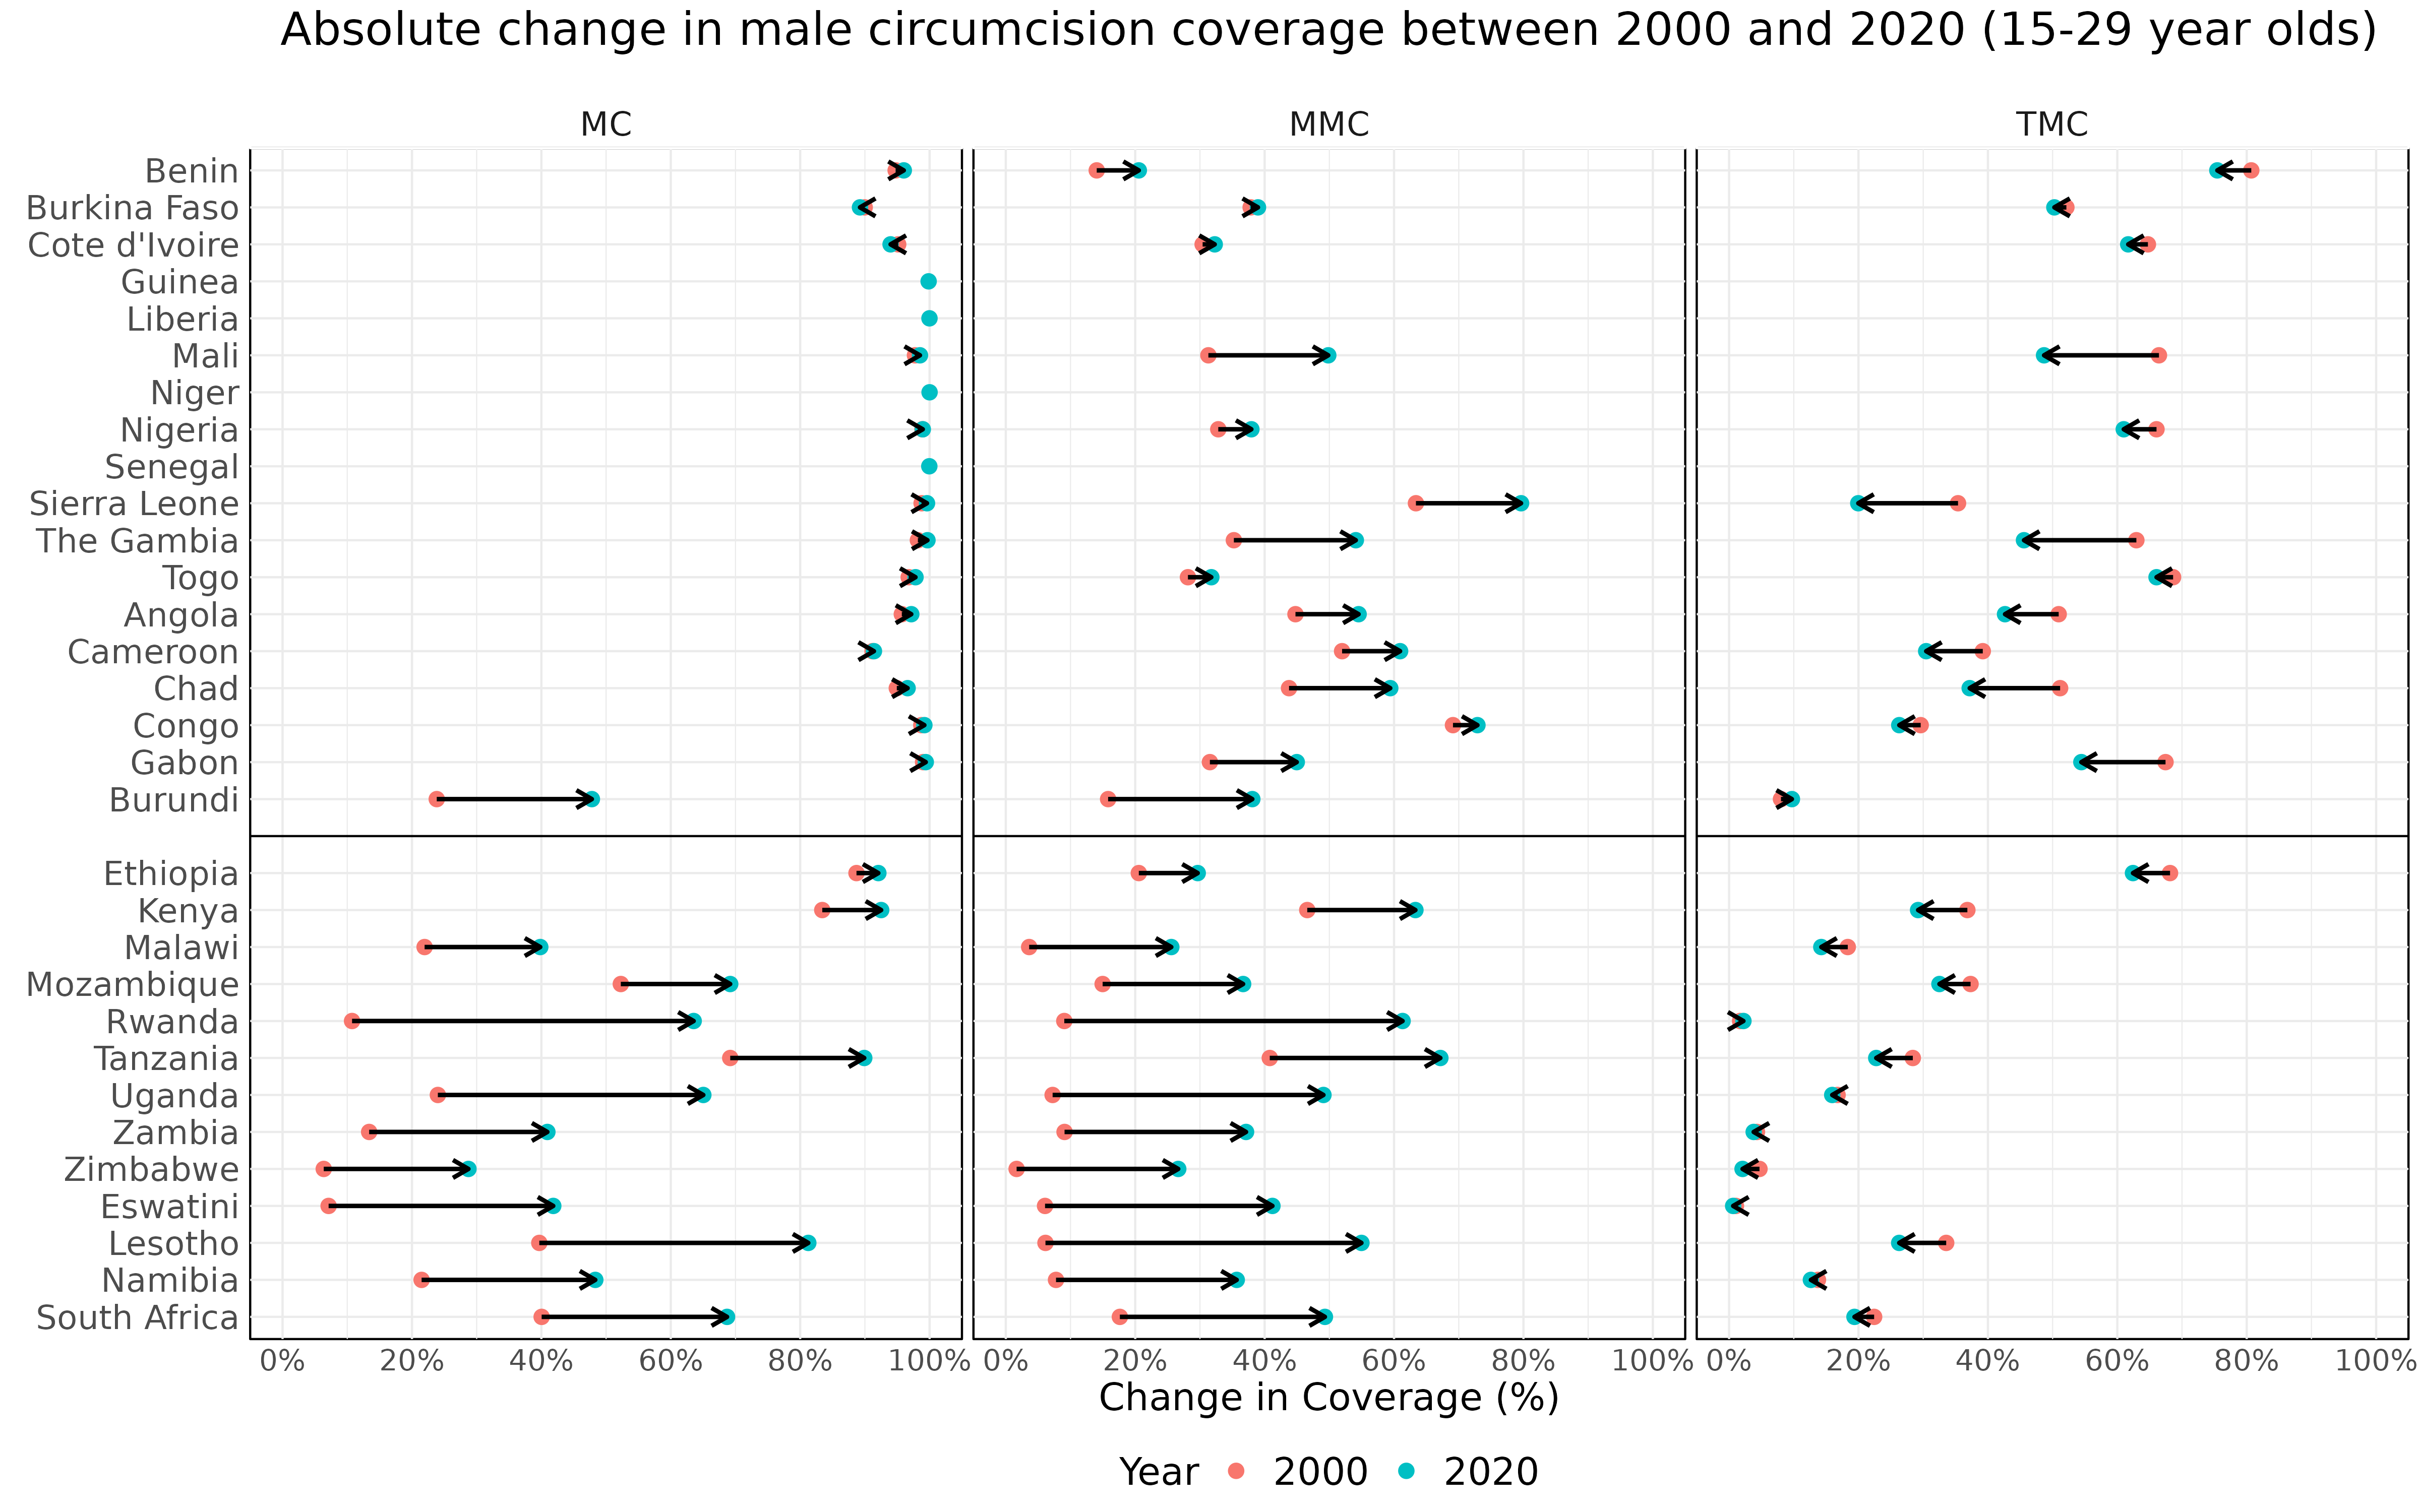 Absolute change in male circumcision coverage between 2000 and 2020 (15-29 year olds)
MC MMC TMC
Benin
Burkina Faso
Cote d'Ivoire
Guinea
Liberia
Mali
Niger
Nigeria
Senegal
Sierra Leone
The Gambia
Togo
Angola
Cameroon
Chad
Congo
Gabon
Burundi
Ethiopia
Kenya
Malawi
Mozambique
Rwanda
Tanzania
Uganda
Zambia
Zimbabwe
Eswatini
Lesotho
Namibia
South Africa
0% 20% 40% 60% 80% 100% 0% 20% 40% 60% 80% 100% 0% 20% 40% 60% 80% 100%
Change in Coverage (%)
Year 2000 2020